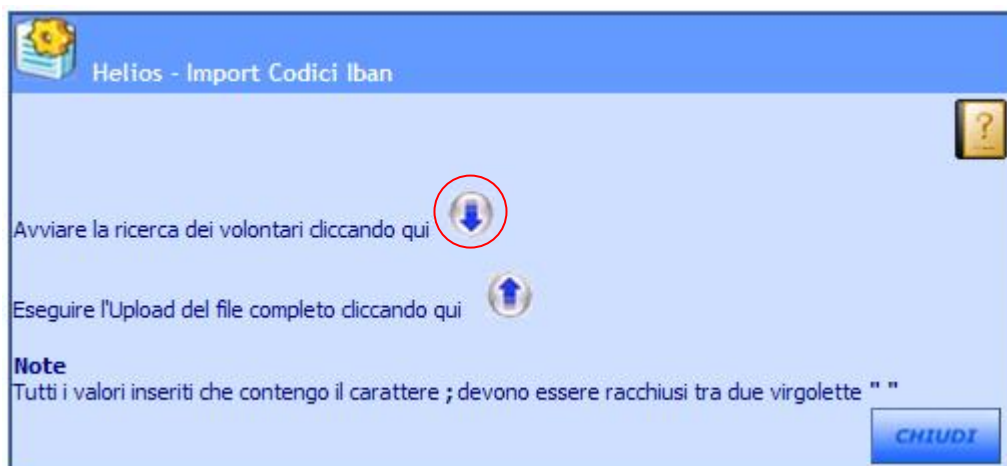 Helios - Import Codici Iban
?
Avviare la ricerca dei volontari cliccando qui
Eseguire l'Upload del file completo cliccando qui
Note
Tutti i valori inseriti che contengo il carattere ; devono essere racchiusi tra due virgolette " "
CHIUDI